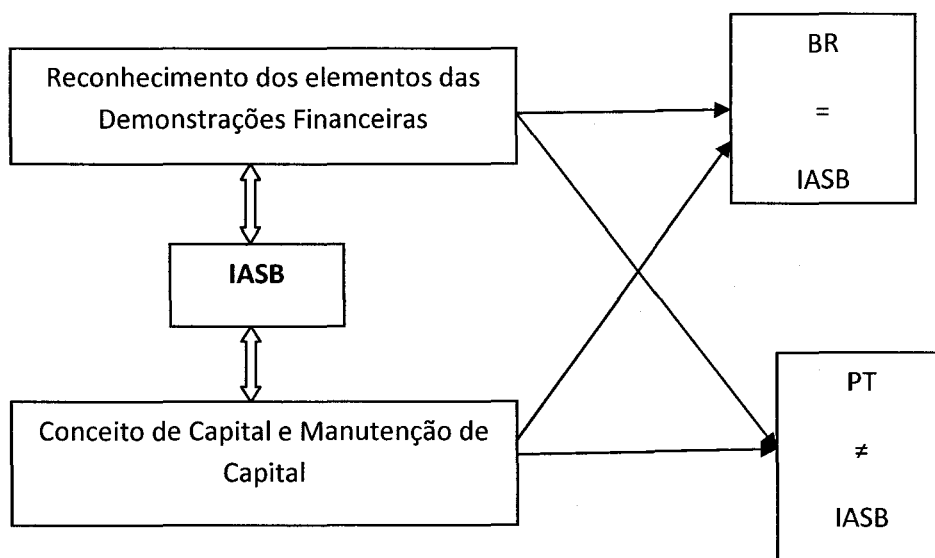 Reconhecimento dos elementos das
Demonstrações Financeiras
BR
=
IASB
IASB
Conceito de Capital e Manutenção de
Capital
PT
≠
IASB